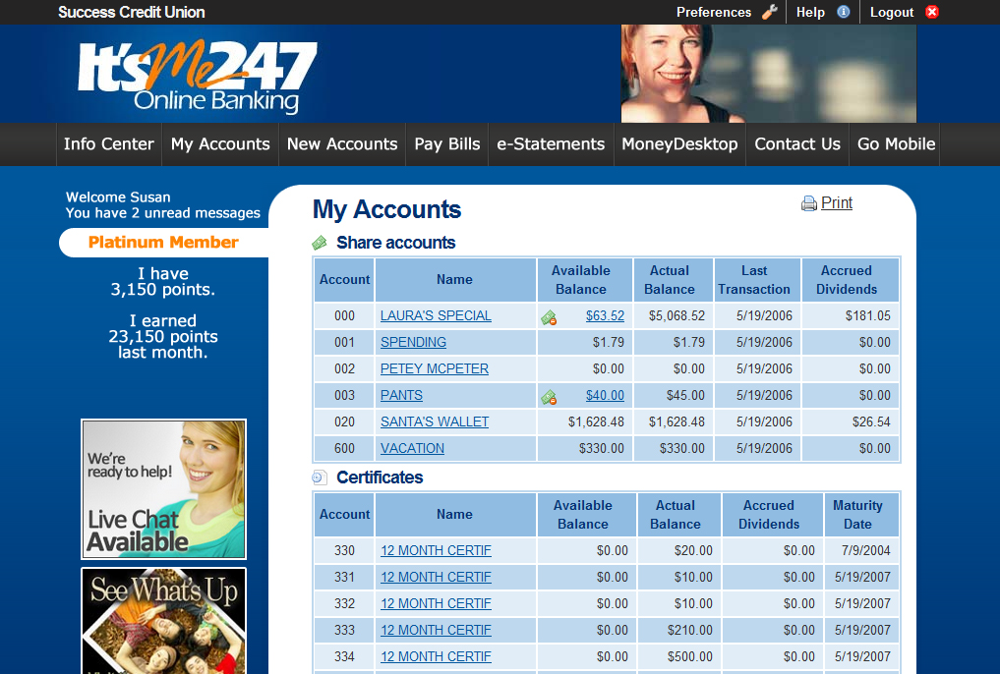 Success Credit Union
Preferences Help Logout
It'sMe247
Online Banking
Info Center My Accounts New Accounts Pay Bills e-Statements MoneyDesktop Contact Us Go Mobile
Welcome Susan
You have 2 unread messages
Platinum Member
I have
3,150 points.
I earned
23,150 points
last month.
We're
ready to help!
Live Chat
Available
See What's Up
My Accounts
Print
Share accounts
Account Name Available Balance Actual Balance Last Transaction Accrued Dividends
000 LAURA'S SPECIAL $63.52 $5,068.52 5/19/2006 $181.05
001 SPENDING $1.79 $1.79 5/19/2006 $0.00
002 PETEY MCPETER $0.00 $0.00 5/19/2006 $0.00
003 PANTS $40.00 $45.00 5/19/2006 $0.00
020 SANTA'S WALLET $1,628.48 $1,628.48 5/19/2006 $26.54
600 VACATION $330.00 $330.00 5/19/2006 $0.00
Certificates
Account Name Available Balance Actual Balance Accrued Dividends Maturity Date
330 12 MONTH CERTIF $0.00 $20.00 $0.00 7/9/2004
331 12 MONTH CERTIF $0.00 $10.00 $0.00 5/19/2007
332 12 MONTH CERTIF $0.00 $10.00 $0.00 5/19/2007
333 12 MONTH CERTIF $0.00 $210.00 $0.00 5/19/2007
334 12 MONTH CERTIF $0.00 $500.00 $0.00 5/19/2007